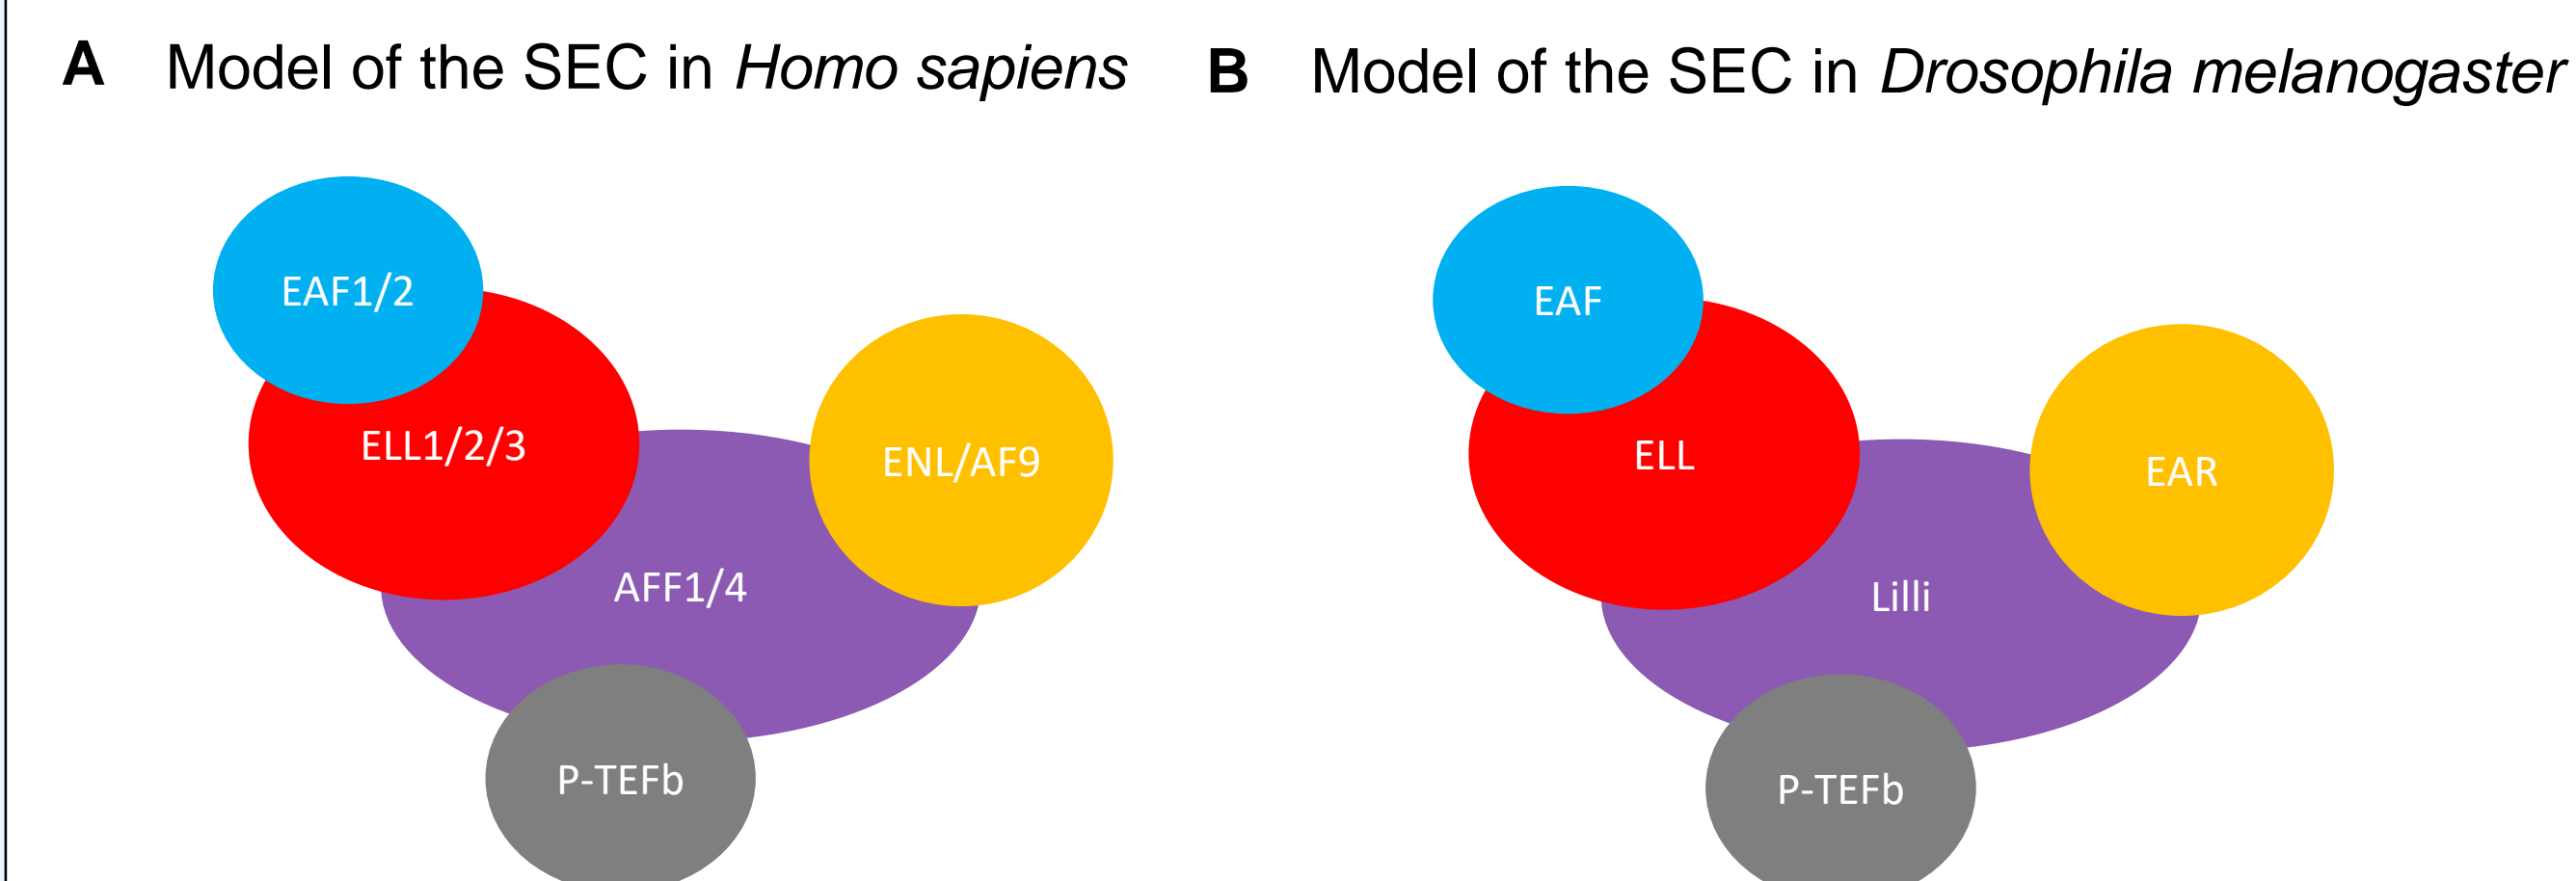 A Model of the SEC in Homo sapiens
EAF1/2
ELL1/2/3
ENL/AF9
AFF1/4
P-TEFb
B Model of the SEC in Drosophila melanogaster
EAF
ELL
EAR
Lilli
P-TEFb